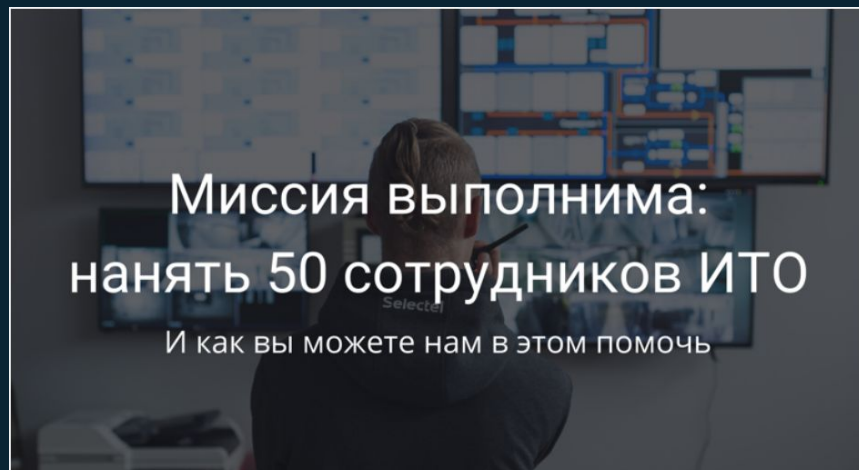 Миссия выполнима:
нанять 50 сотрудников ИТО
Selectel
И как вы можете нам в этом помочь